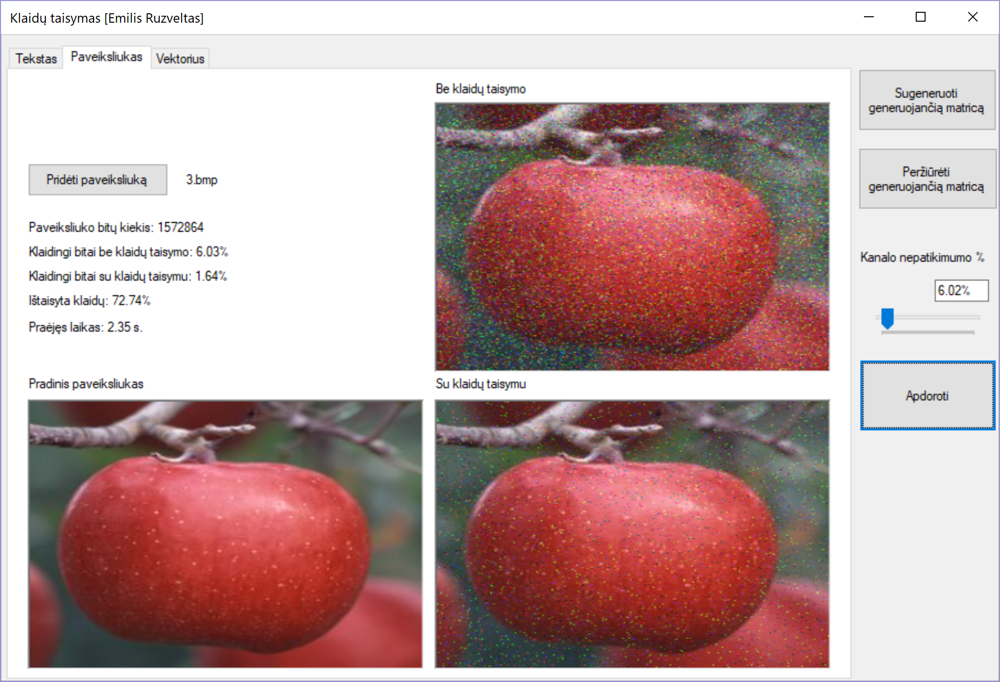 Klaidų taisymas [Emilis Ruzveltas]
Tekstas
Paveiksliukas
Vektorius
Be klaidų taisymo
Pridėti paveiksliuką
3.bmp
Paveiksliuko bitų kiekis: 1572864
Klaidingi bitai be klaidų taisymo: 6.03%
Klaidingi bitai su klaidų taisymu: 1.64%
Ištaisyta klaidų: 72.74%
Praėjęs laikas: 2.35 s.
Pradinis paveiksliukas
Su klaidų taisymu
Sugeneruoti
generuojančią matricą
Peržiūrėti
generuojančią matricą
Kanalo nepatikimumo %
6.02%
Apdoroti